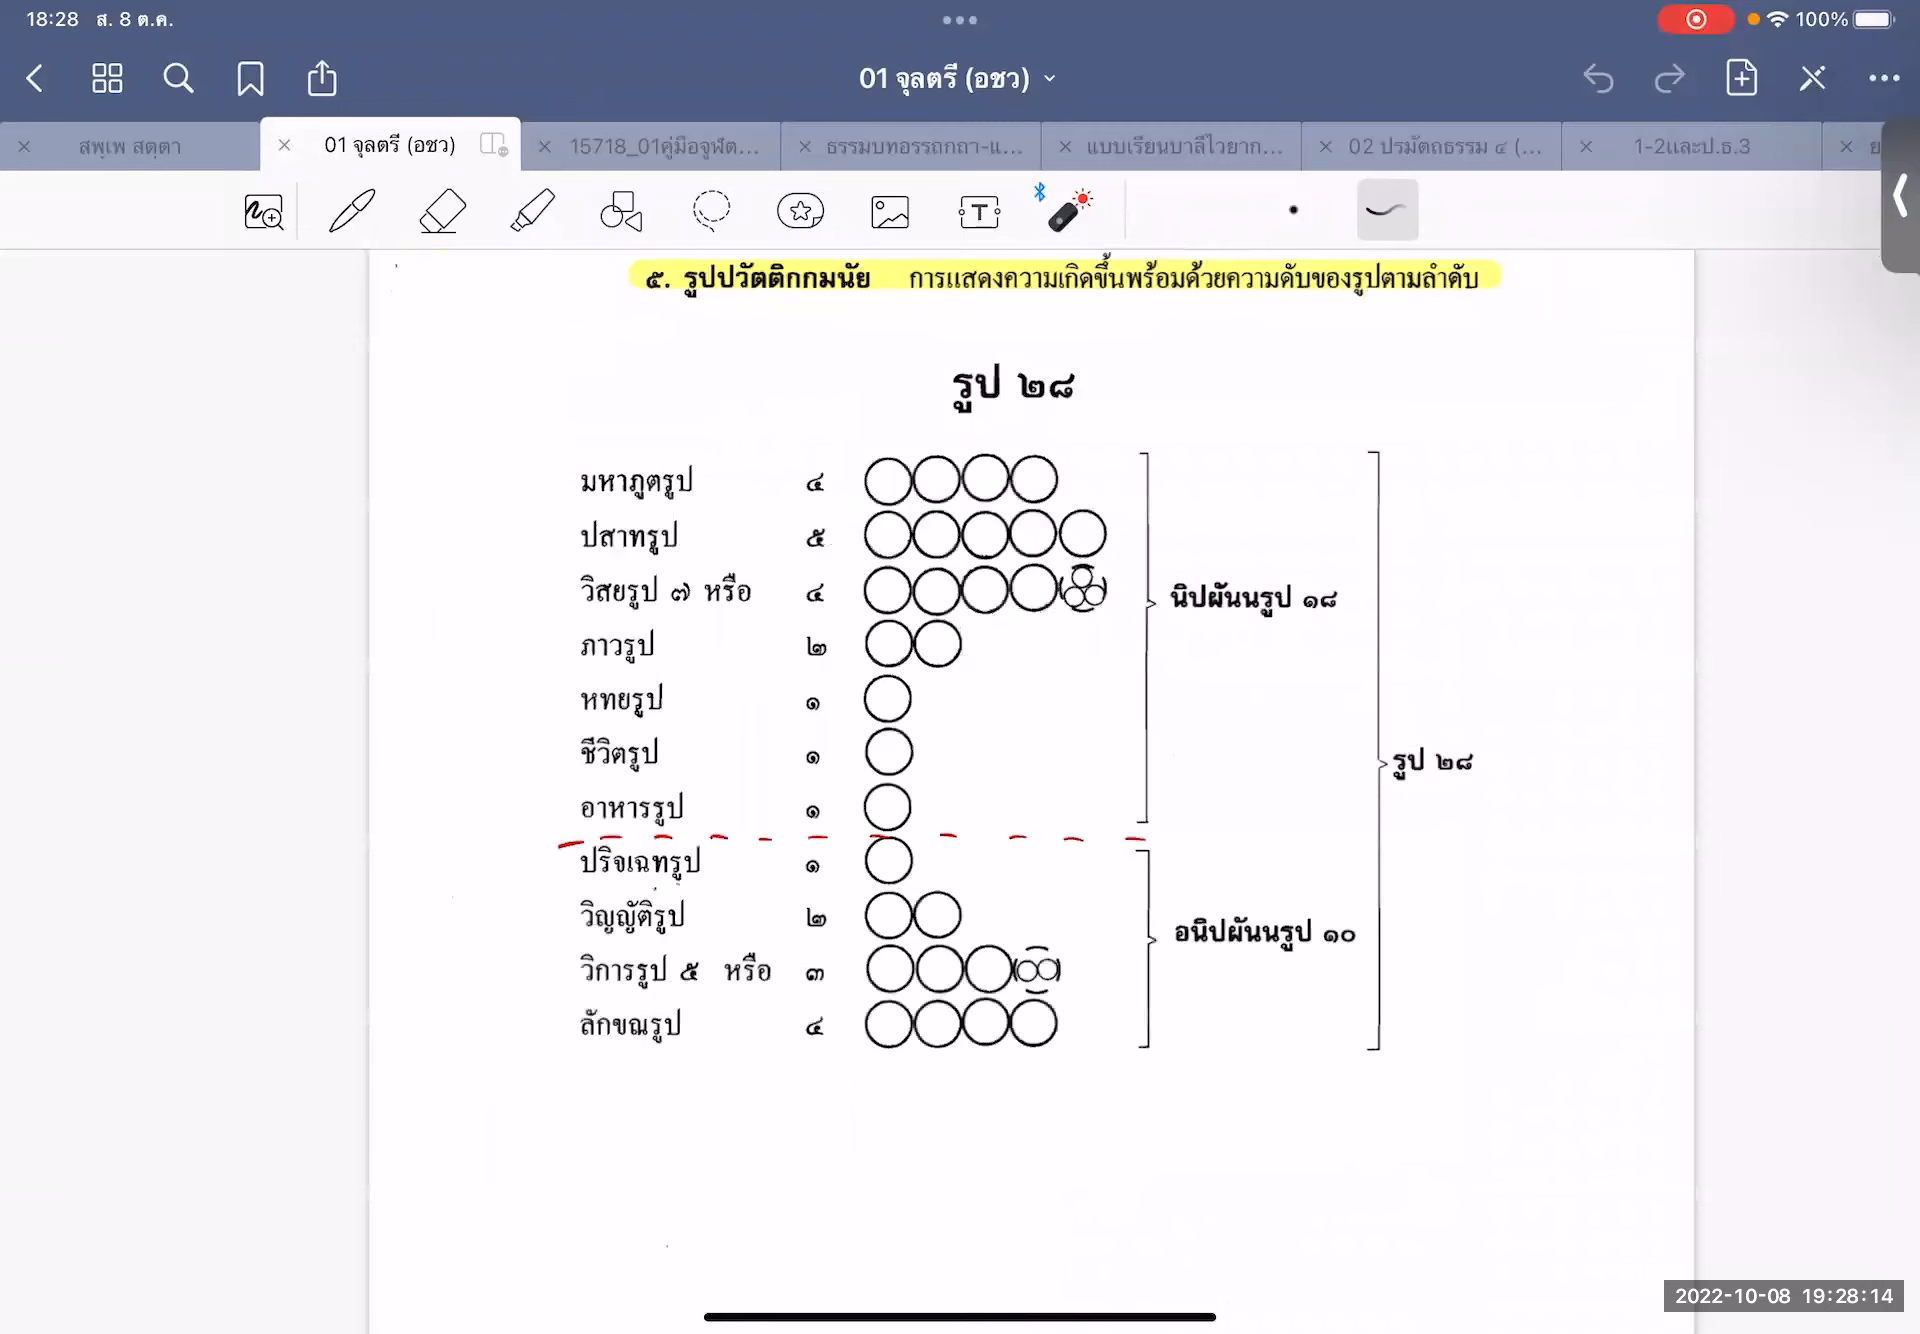 18:28 ส. 8 ต.ค.
100%
01 จุลตรี (อชว)
สพฺเพ สตฺตา
01 จุลตรี (อชว)
15718_01คู่มือจูฬต...
ธรรมบทอรรถกถา-แ...
แบบเรียนบาลีไวยาก...
02 ปรมัตถธรรม ๔ (...
1-2และป.ธ.3
ย
T
๕. รูปปวัตติกกมนัย การแสดงความเกิดขึ้นพร้อมด้วยความดับของรูปตามลำดับ
รูป ๒๘
มหาภูตรูป ๔
ปสาทรูป ๕
วิสยรูป ๗ หรือ ๔
นิปผันนรูป ๑๘
ภาวรูป ๒
หทยรูป ๑
ชีวิตรูป ๑
รูป ๒๘
อาหารรูป ๑
ปริจเฉทรูป ๑
วิญญัติรูป ๒
อนิปผันนรูป ๑๐
วิการรูป ๕ หรือ ๓
ลักขณรูป ๔
2022-10-08 19:28:14